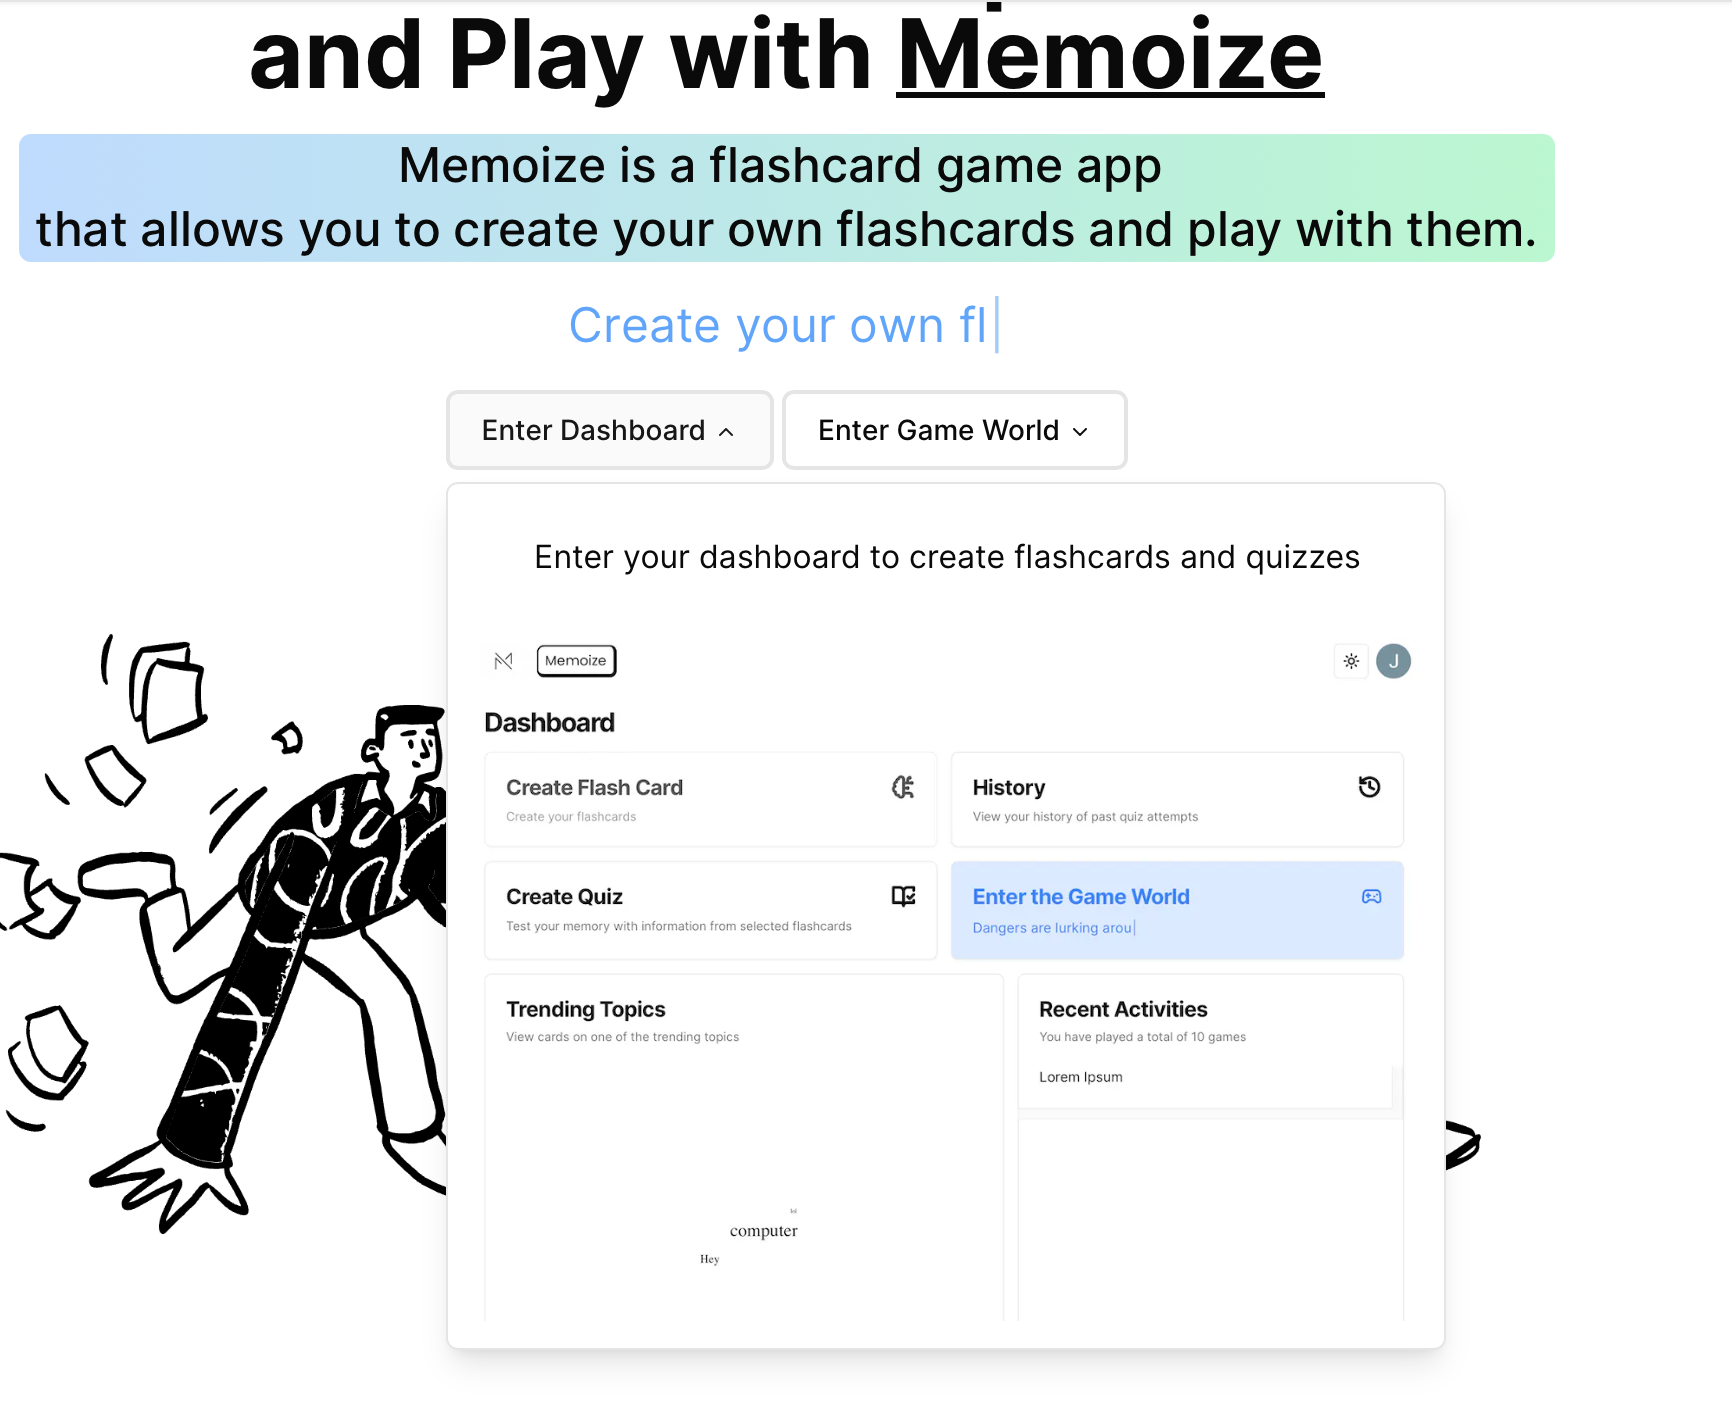 and Play with Memoize
Memoize is a flashcard game app
that allows you to create your own flashcards and play with them.
Create your own fl
Enter Dashboard
Enter Game World
Enter your dashboard to create flashcards and quizzes
Memoize
J
Dashboard
Create Flash Card
Create your flashcards
History
View your history of past quiz attempts
Create Quiz
Test your memory with information from selected flashcards
Enter the Game World
Dangers are lurking arou
Trending Topics
View cards on one of the trending topics
Recent Activities
You have played a total of 10 games
Lorem Ipsum
computer
Hey